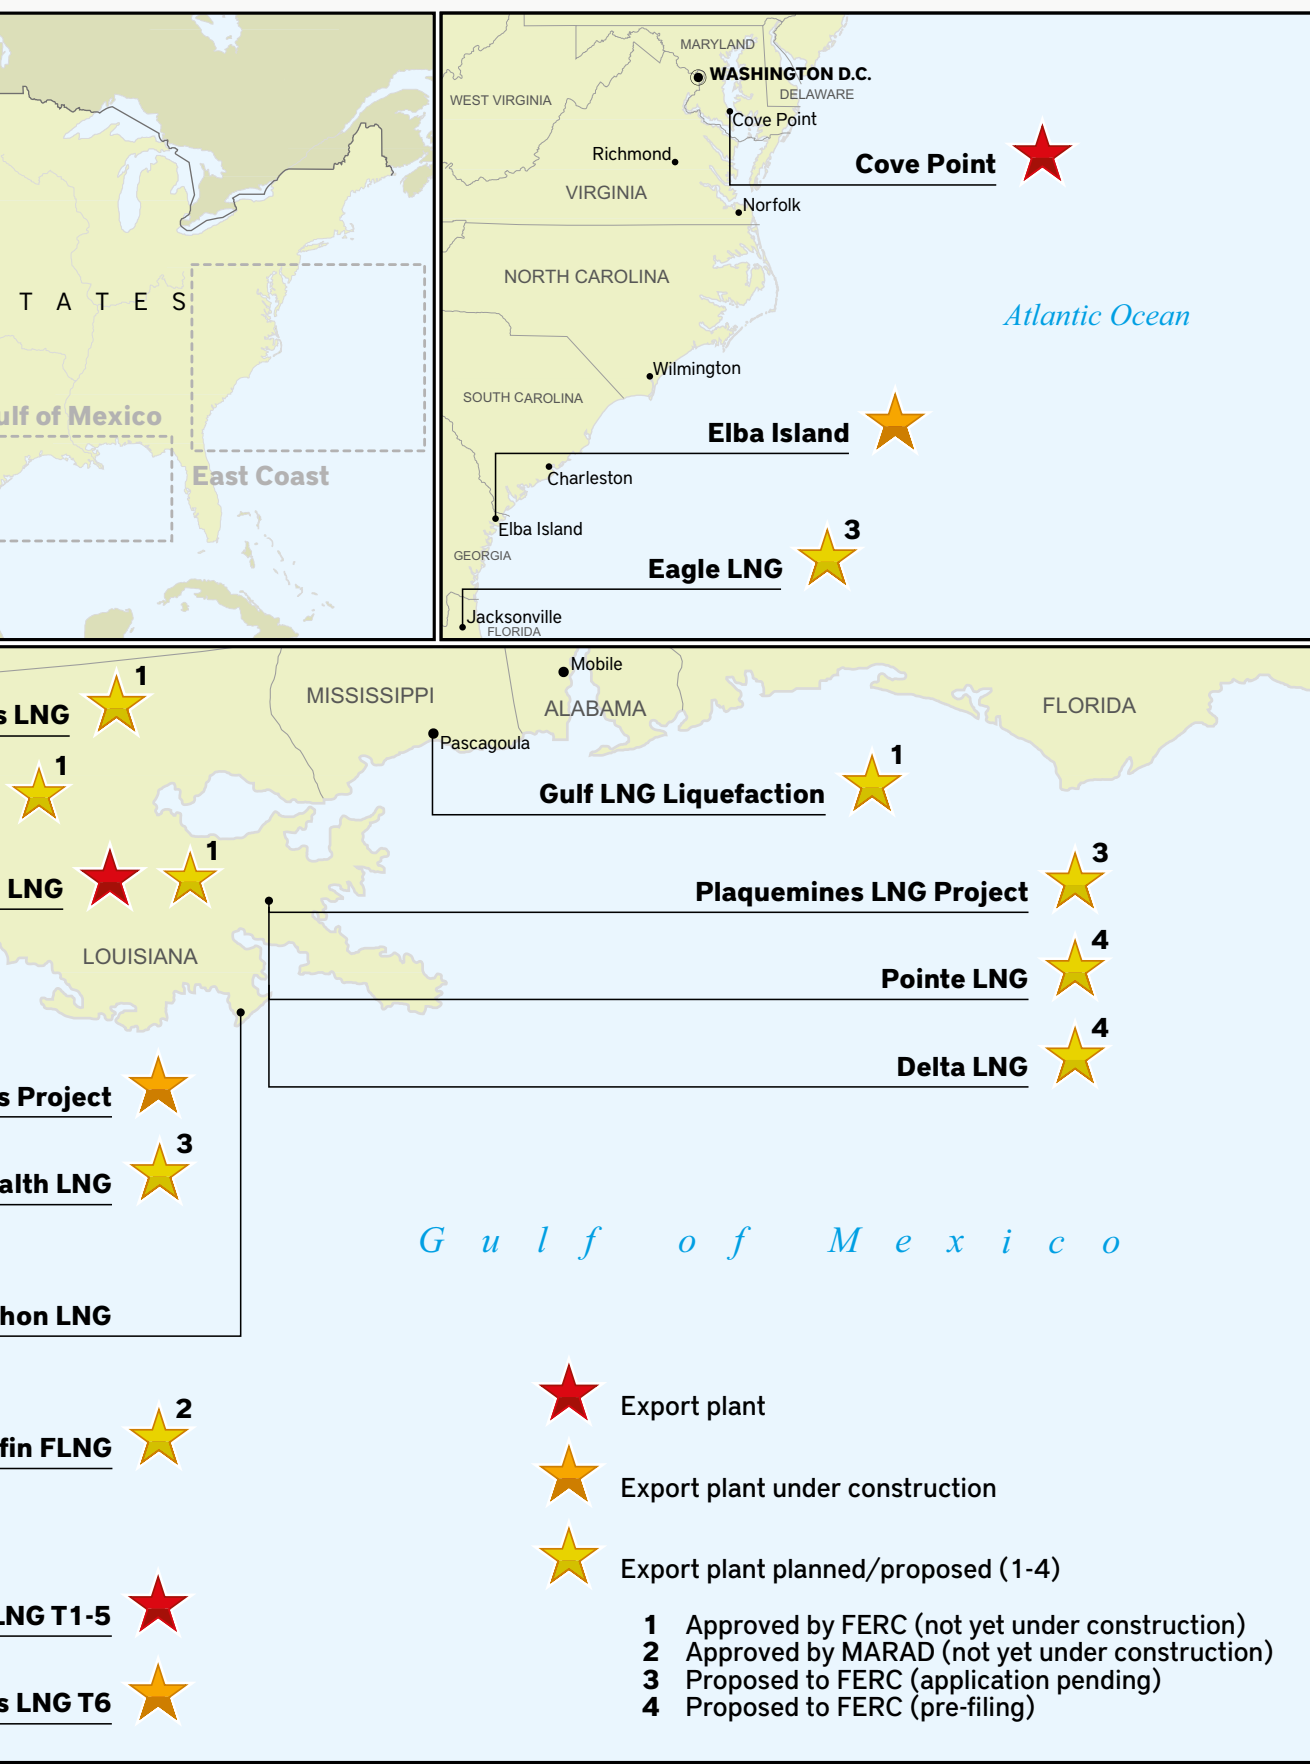 T A T E S
ulf of Mexico
East Coast
MARYLAND
WASHINGTON D.C.
DELAWARE
WEST VIRGINIA
Cove Point
Richmond
Cove Point
VIRGINIA
Norfolk
NORTH CAROLINA
Atlantic Ocean
Wilmington
SOUTH CAROLINA
Elba Island
Charleston
Elba Island
3
GEORGIA
Eagle LNG
Jacksonville
FLORIDA
1
s LNG
MISSISSIPPI
Mobile
ALABAMA
FLORIDA
Pascagoula
1
1
Gulf LNG Liquefaction
LNG
1
3
Plaquemines LNG Project
LOUISIANA
4
Pointe LNG
4
Delta LNG
s Project
3
alth LNG
Gulf of Mexico
hon LNG
2
fin FLNG
LNG T1-5
s LNG T6
Export plant
Export plant under construction
Export plant planned/proposed (1-4)
1 Approved by FERC (not yet under construction)
2 Approved by MARAD (not yet under construction)
3 Proposed to FERC (application pending)
4 Proposed to FERC (pre-filing)